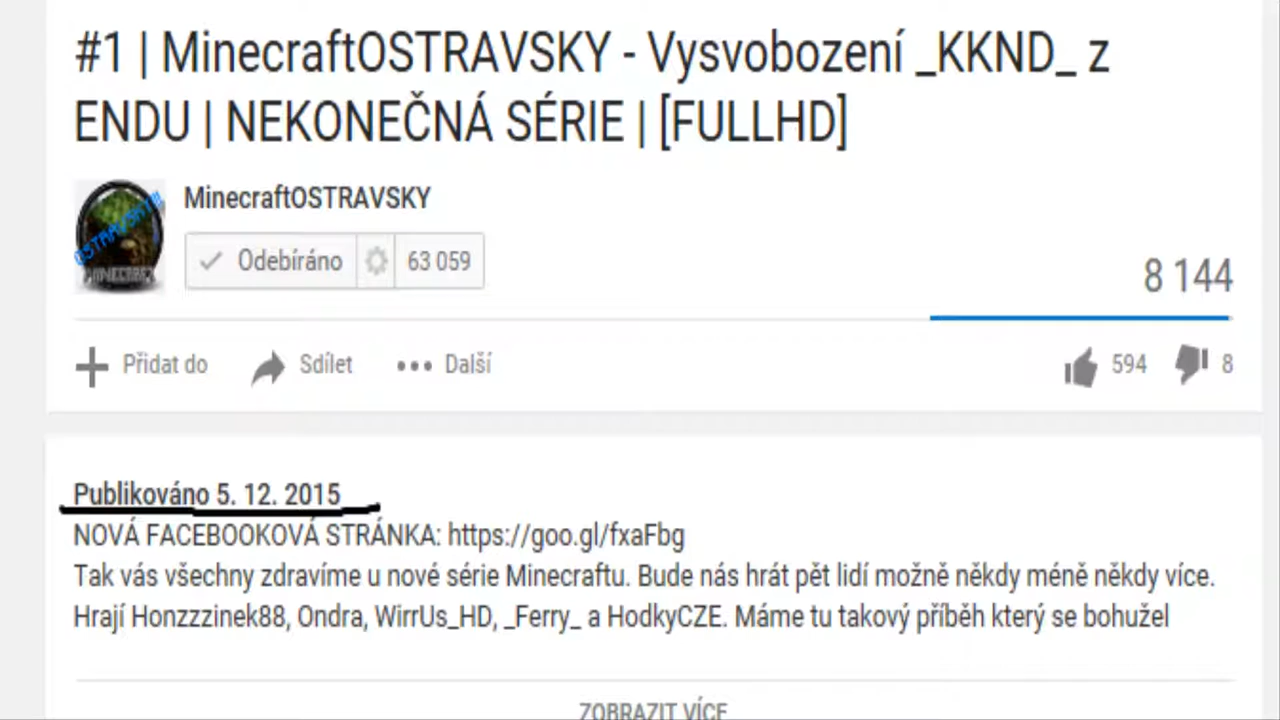 #1 | MinecraftOSTRAVSKY - Vysvobození _KKND_ z
ENDU | NEKONEČNÁ SÉRIE | [FULLHD]
OSTRAVSKY
MINECRAFT
MinecraftOSTRAVSKY
Odebíráno 63 059
8 144
Přidat do Sdílet Další 594 8
Publikováno 5. 12. 2015
NOVÁ FACEBOOKOVÁ STRÁNKA: https://goo.gl/fxaFbg
Tak vás všechny zdravíme u nové série Minecraftu. Bude nás hrát pět lidí možně někdy méně někdy více.
Hrají Honzzzinek88, Ondra, WirrUs_HD, _Ferry_ a HodkyCZE. Máme tu takový příběh který se bohužel
ZOBRAZIT VÍCE